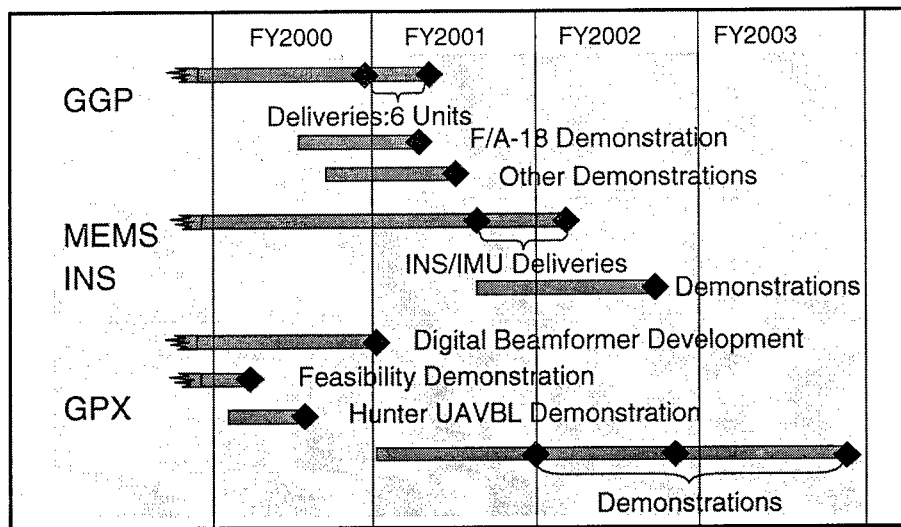 FY2000 FY2001 FY2002 FY2003
GGP
Deliveries:6 Units
F/A-18 Demonstration
Other Demonstrations
MEMS
INS
INS/IMU Deliveries
Demonstrations
Digital Beamformer Development
Feasibility Demonstration
GPX
Hunter UAVBL Demonstration
Demonstrations